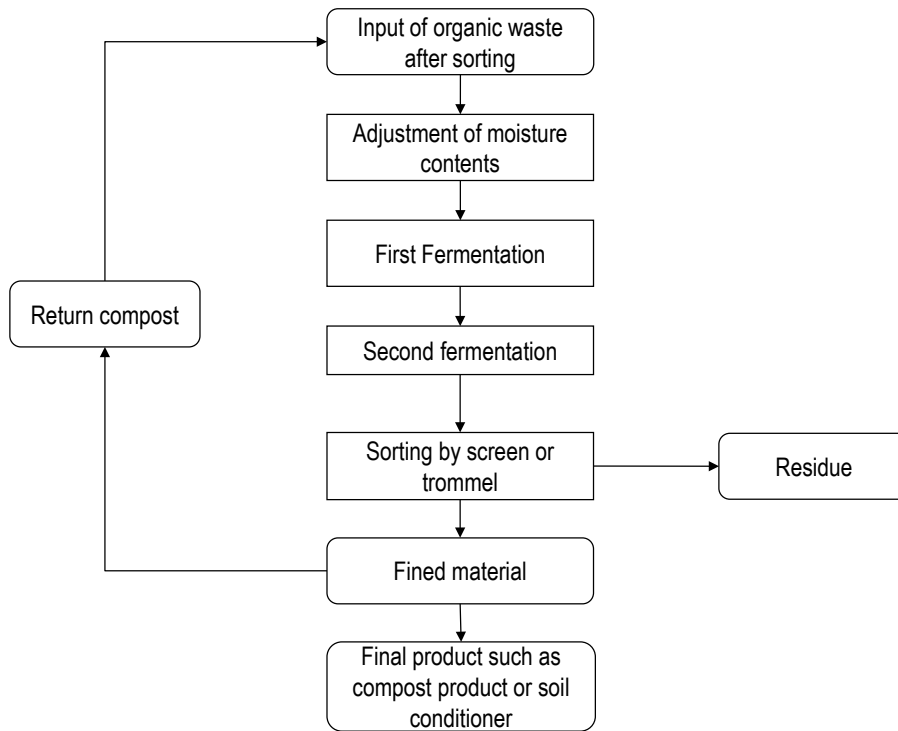 Input of organic waste
after sorting
Adjustment of moisture
contents
First Fermentation
Return compost
Second fermentation
Sorting by screen or
trommel
Residue
Fined material
Final product such as
compost product or soil
conditioner